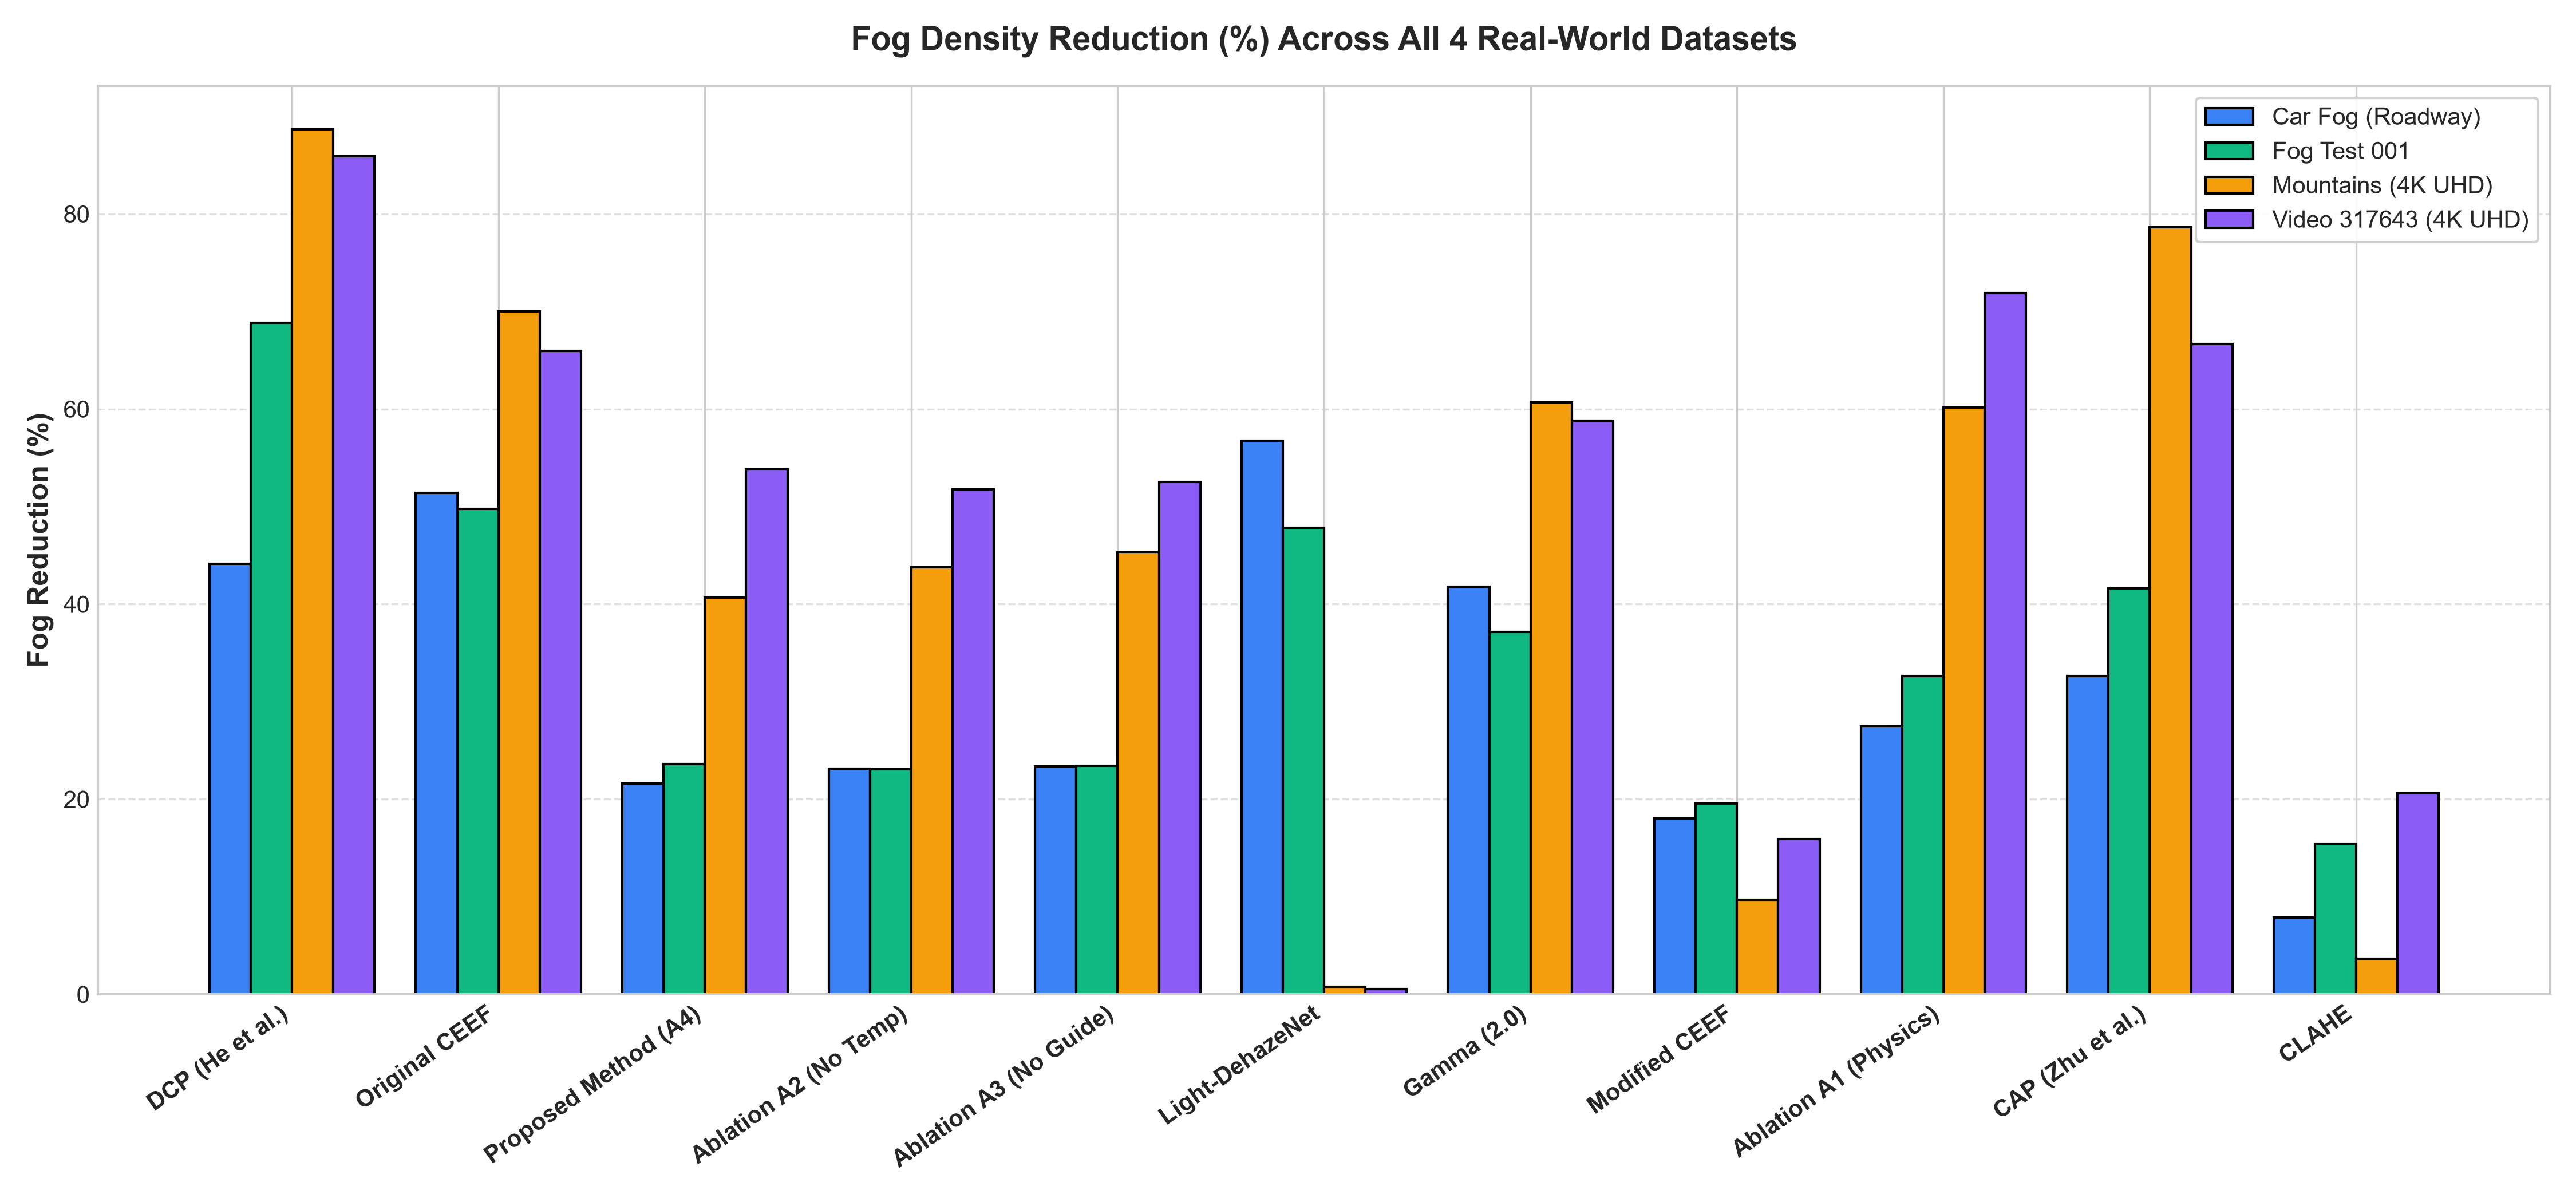 Fog Density Reduction (%) Across All 4 Real-World Datasets
Car Fog (Roadway)
Fog Test 001
Mountains (4K UHD)
Video 317643 (4K UHD)
Fog Reduction (%)
80
60
40
20
0
DCP (He et al.)
Original CEEF
Proposed Method (A4)
Ablation A2 (No Temp)
Ablation A3 (No Guide)
Light-DehazeNet
Gamma (2.0)
Modified CEEF
Ablation A1 (Physics)
CAP (Zhu et al.)
CLAHE